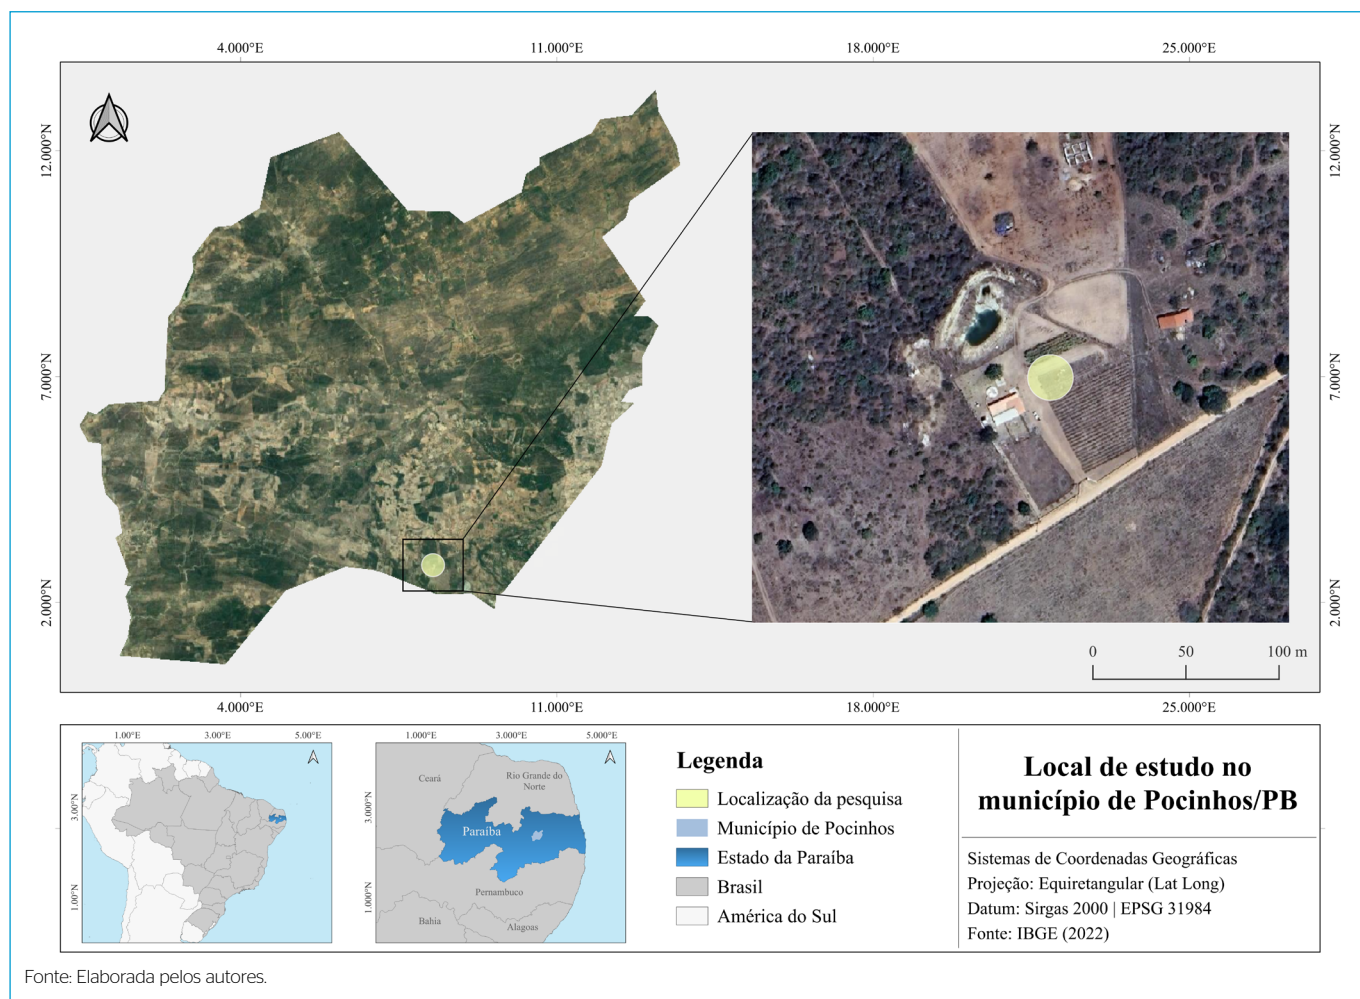 4.000°E 11.000°E 18.000°E 25.000°E
12.000°N
7.000°N
2.000°N
12.000°N
7.000°N
2.000°N
0 50 100 m
4.000°E 11.000°E 18.000°E 25.000°E
1.00°E 3.00°E 5.00°E
3.00°N
1.00°N
1.000°E 3.000°E 5.000°E
3.000°N
1.000°N
Ceará
Rio Grande do
Norte
Paraíba
Pernambuco
Bahia
Alagoas
Legenda
Localização da pesquisa
Município de Pocinhos
Estado da Paraíba
Brasil
América do Sul
Local de estudo no
município de Pocinhos/PB
Sistemas de Coordenadas Geográficas
Projeção: Equiretangular (Lat Long)
Datum: Sirgas 2000 | EPSG 31984
Fonte: IBGE (2022)
Fonte: Elaborada pelos autores.